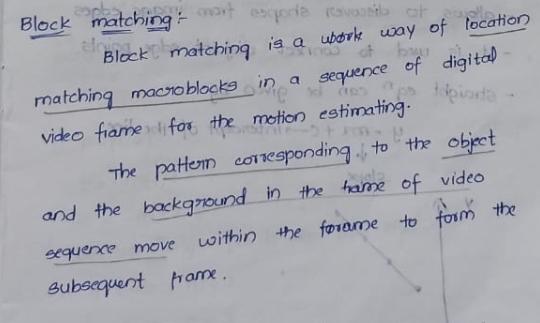 Block matching :-
Block matching is a work way of location
matching macroblocks in a sequence of digital
video frame for the motion estimating.
The pattern corresponding to the object
and the background in the frame of video
sequence move within the forame to form the
subsequent frame.